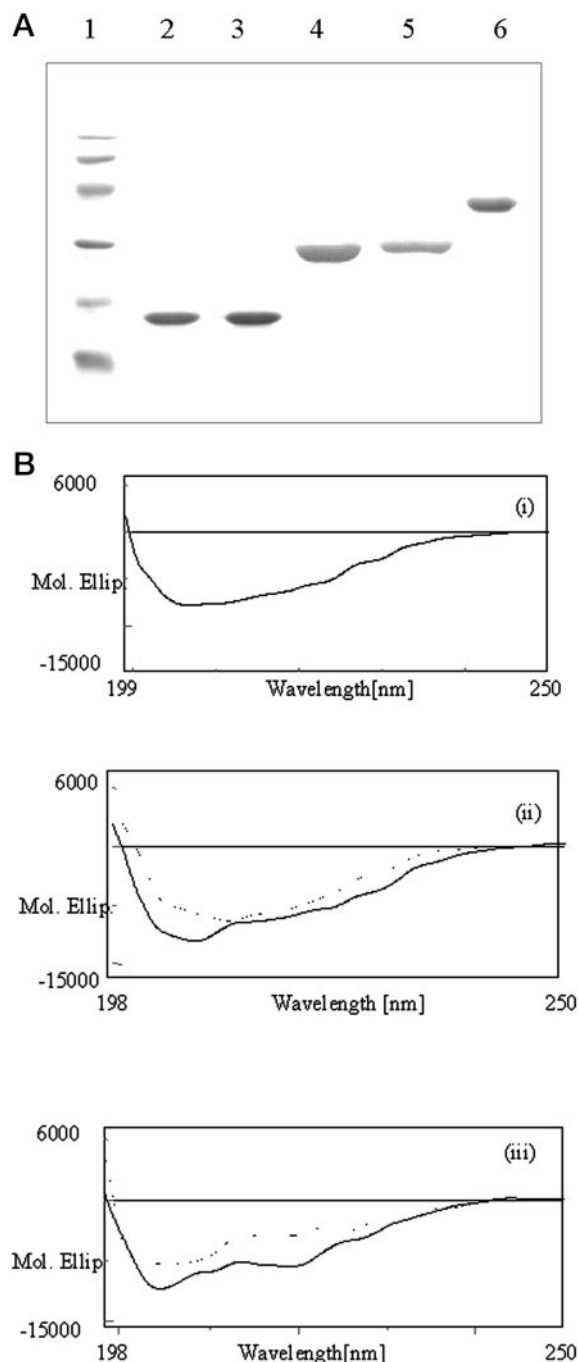 A 1 2 3 4 5 6
B
6000
(i)
Mol. Ellip.
-15000
199 Wavelength[nm] 250
6000
(ii)
Mol. Ellip.
-15000
198 Wavelength [nm] 250
6000
(iii)
Mol. Ellip.
-15000
198 Wavelength[nm] 250